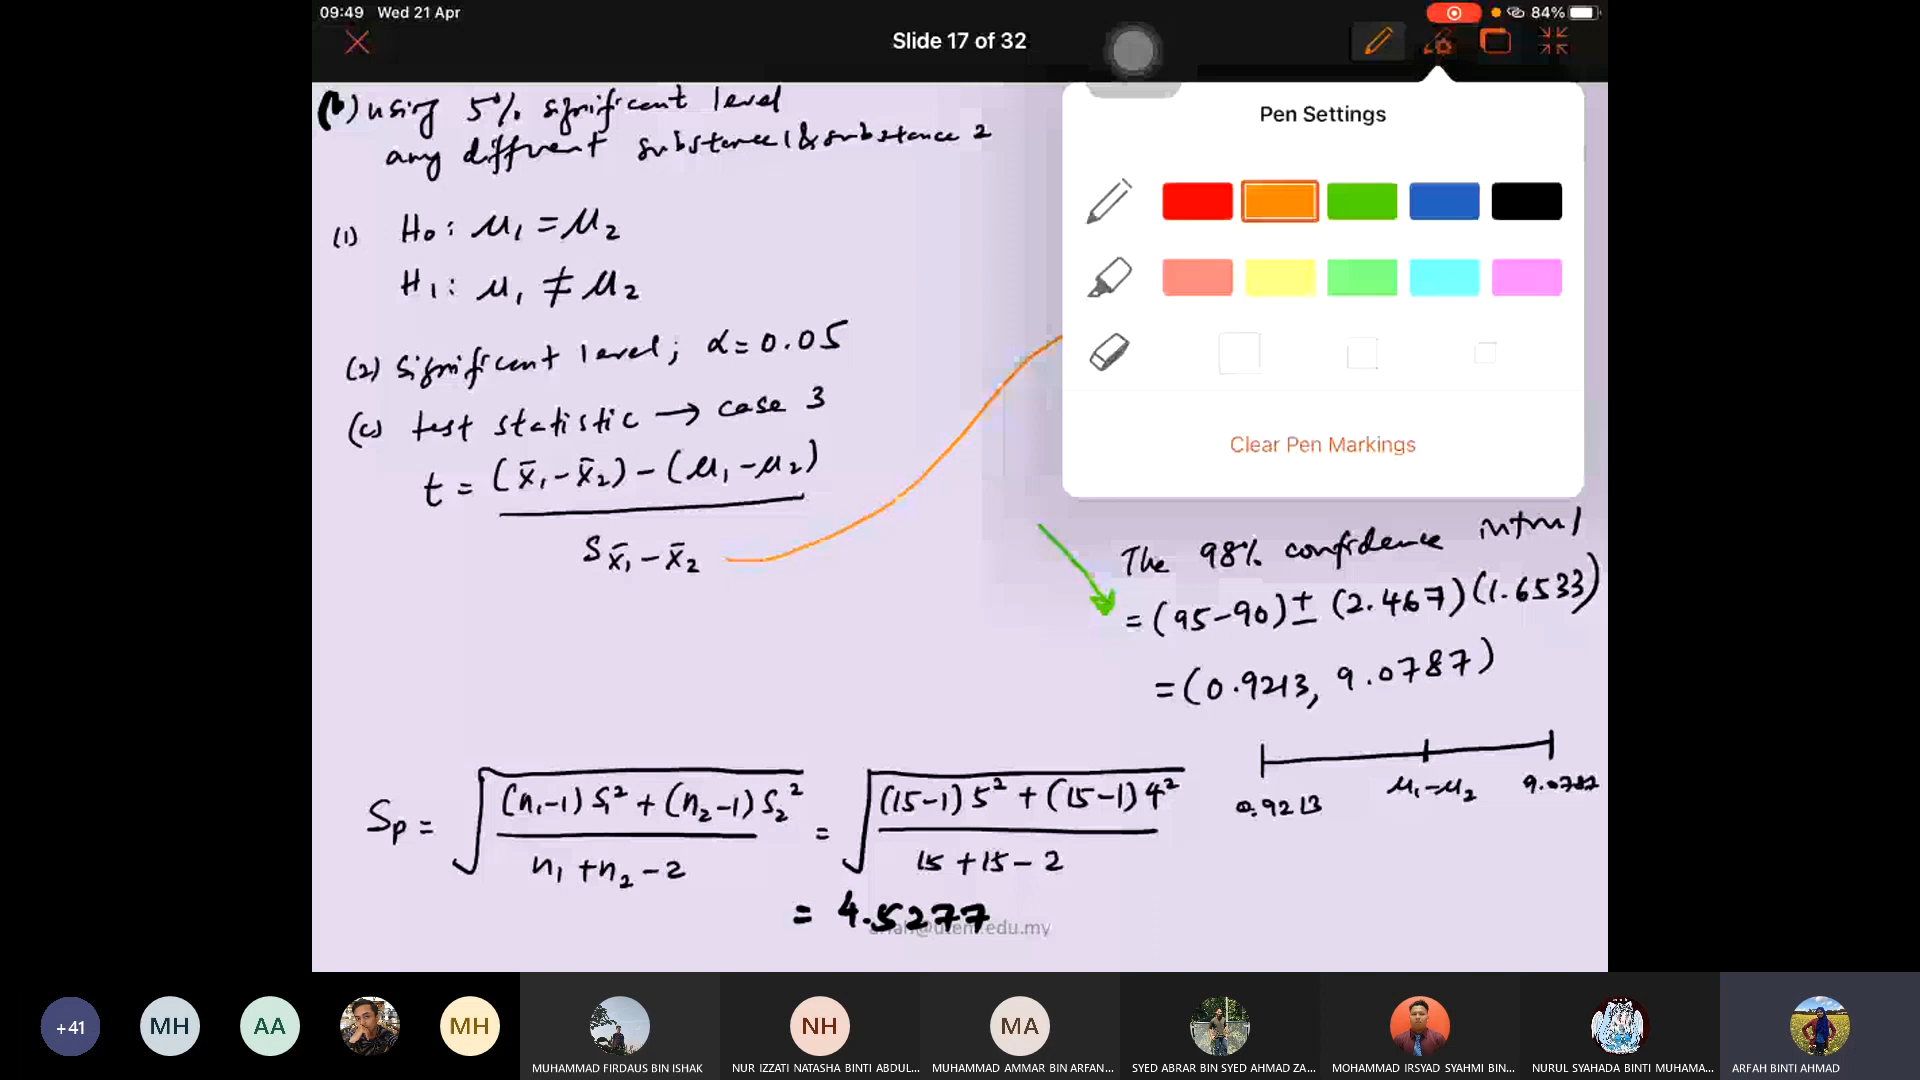 09:49 Wed 21 Apr
84%
Slide 17 of 32
(b) using 5% significant level
any diffrent substance 1 & substance 2
(1) H₀ : μ₁ = μ₂
H₁ : μ₁ ≠ μ₂
(2) significant level; α = 0.05
test statistic → case 3
t = (x̄₁ - x̄₂) - (μ₁ - μ₂)
S x̄₁ - x̄₂
Pen Settings
Clear Pen Markings
The 98% confidence
= (95-90) ± (2.467)(1.6533)
= (0.9213, 9.0787)
0.9213 μ₁-μ₂ 9.0787
Sp = √ (n₁-1) S₁² + (n₂-1) S₂² = √ (15-1) 5² + (15-1) 4²
n₁ + n₂ - 2 15 + 15 - 2
= 4.5277
+41
MH
AA
MH
MUHAMMAD FIRDAUS BIN ISHAK
NH
NUR IZZATI NATASHA BINTI ABDUL...
MA
MUHAMMAD AMMAR BIN ARFAN...
SYED ABRAR BIN SYED AHMAD ZA...
MOHAMMAD IRSYAD SYAHMI BIN...
NURUL SYAHADA BINTI MUHAMA...
ARFAH BINTI AHMAD